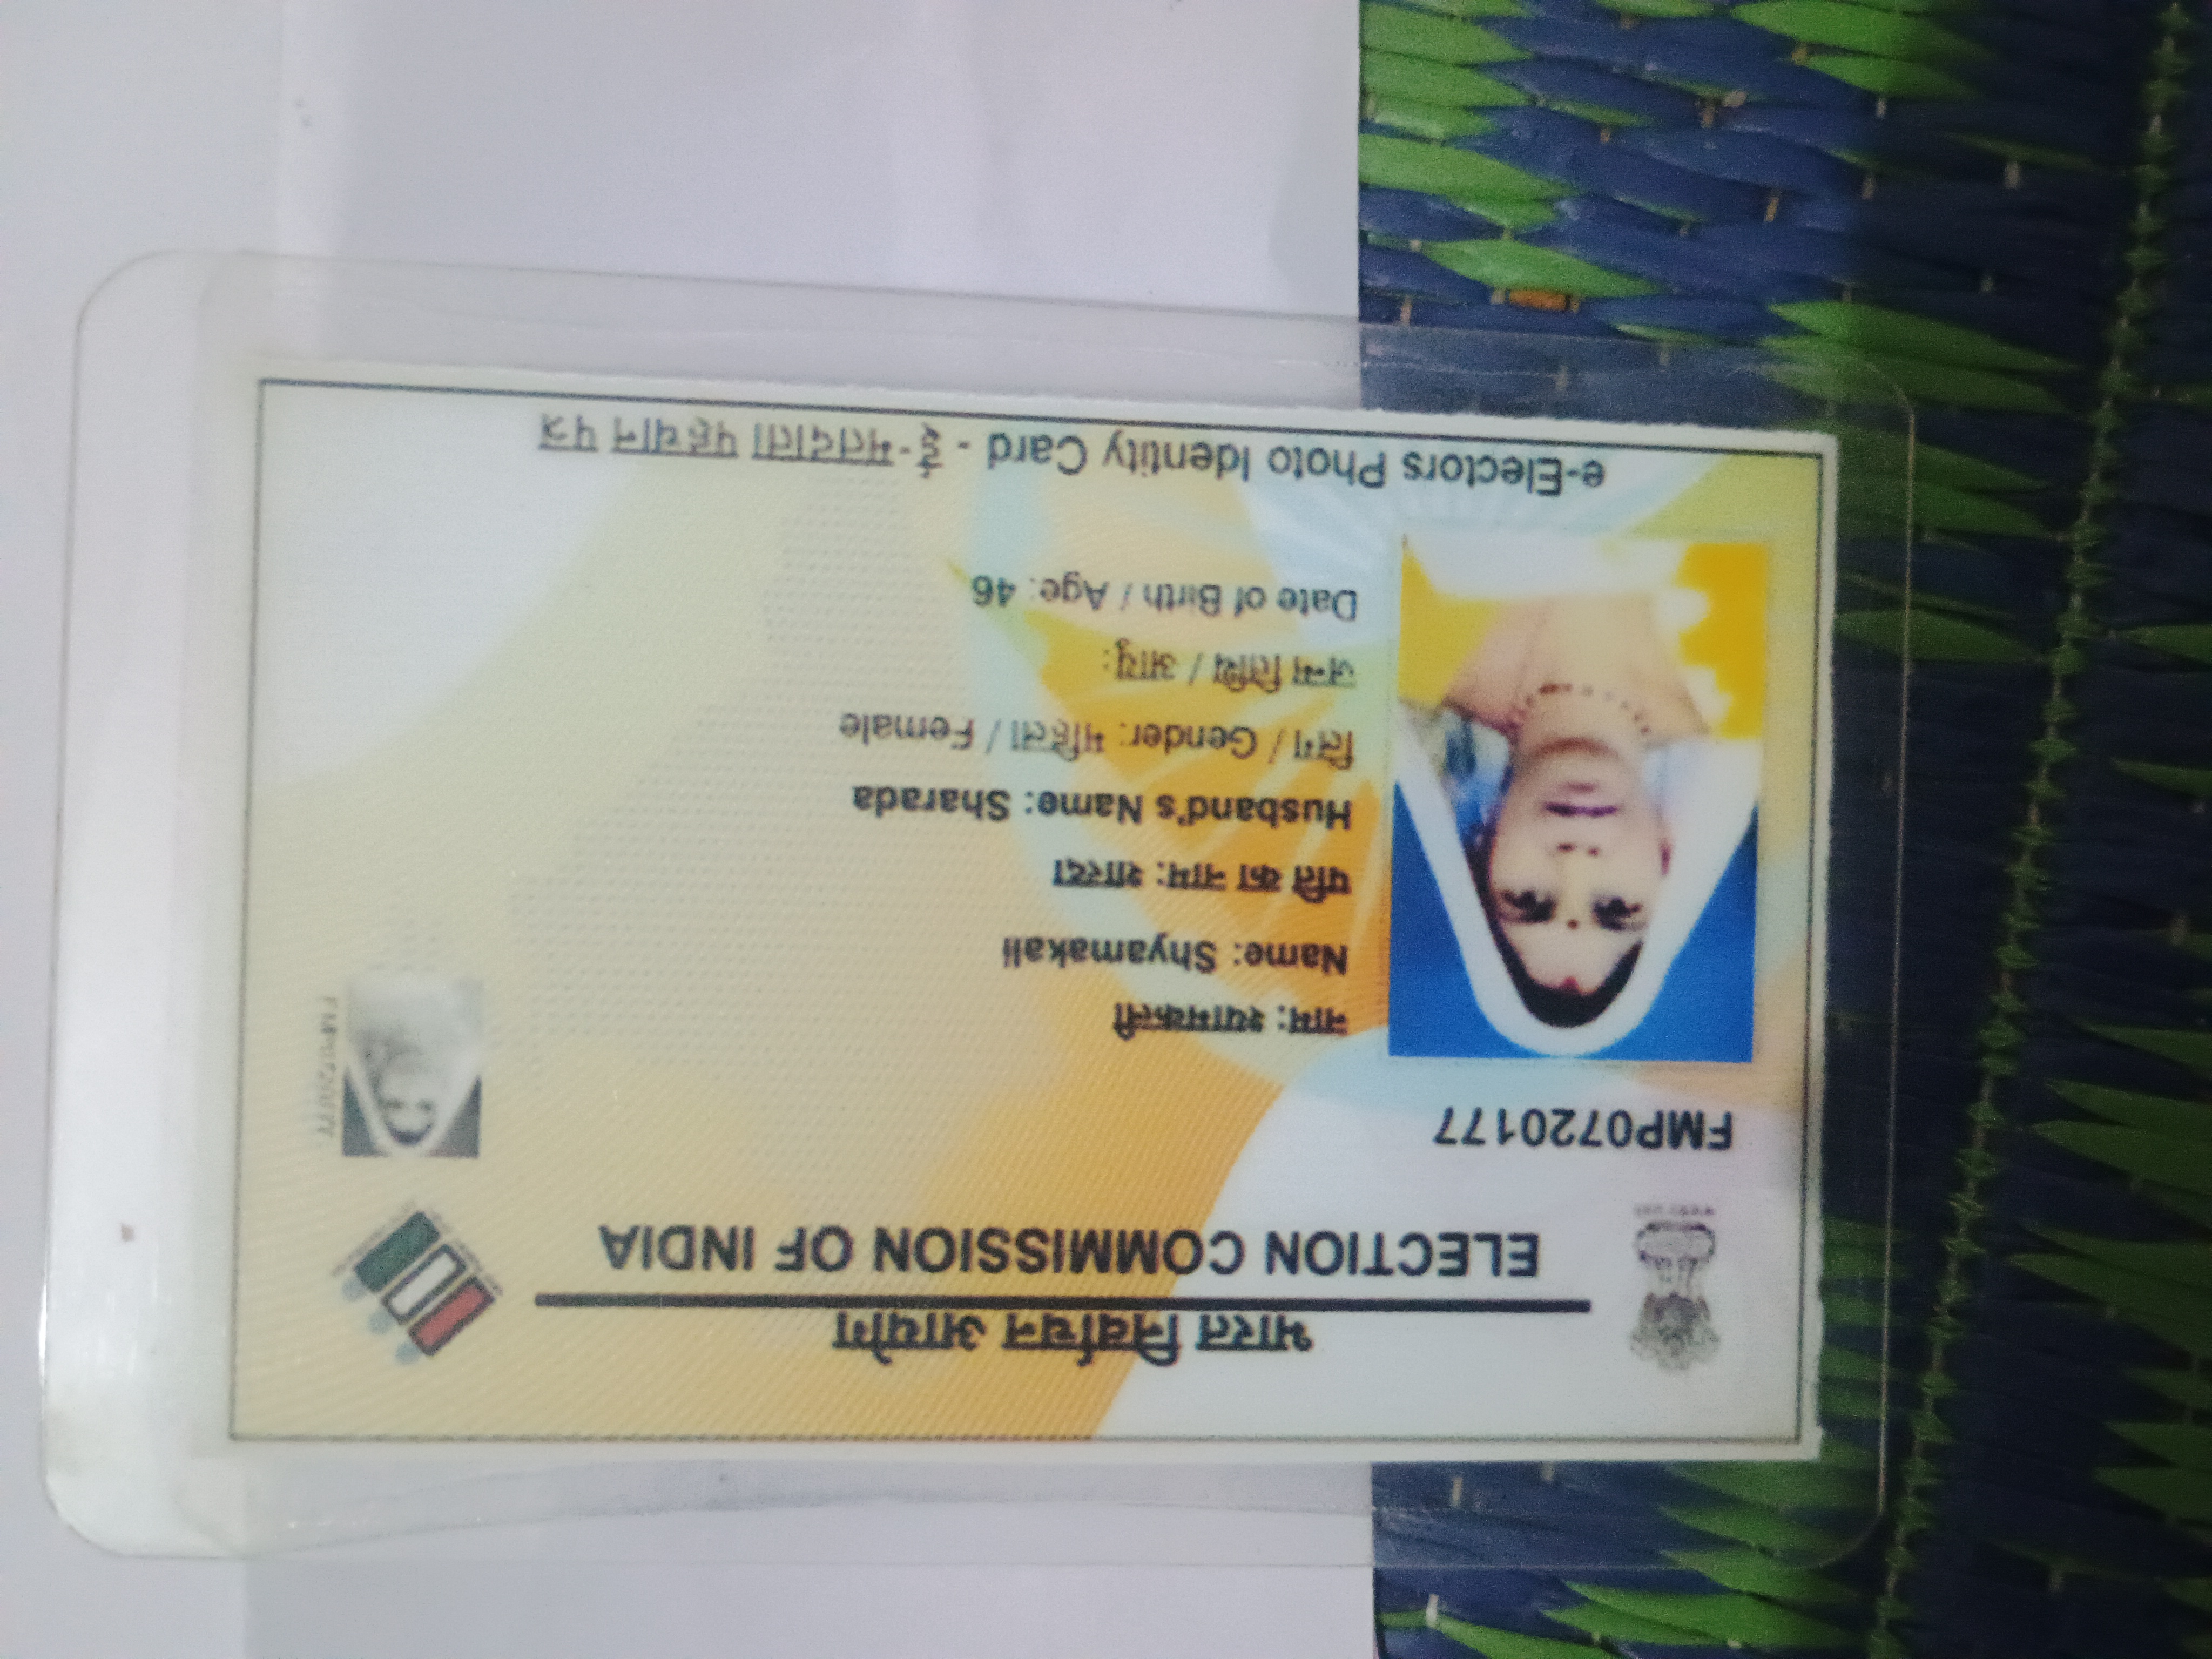 भारत निर्वाचन आयोग
ELECTION COMMISSION OF INDIA
FMP0720177
FMP0720177
नाम: श्यामकली
Name: Shyamakali
पति का नाम: शारदा
Husband's Name: Sharada
लिंग / Gender: महिला / Female
जन्म तिथि / आयु:
Date of Birth / Age: 46
e-Electors Photo Identity Card - ई-मतदाता पहचान पत्र